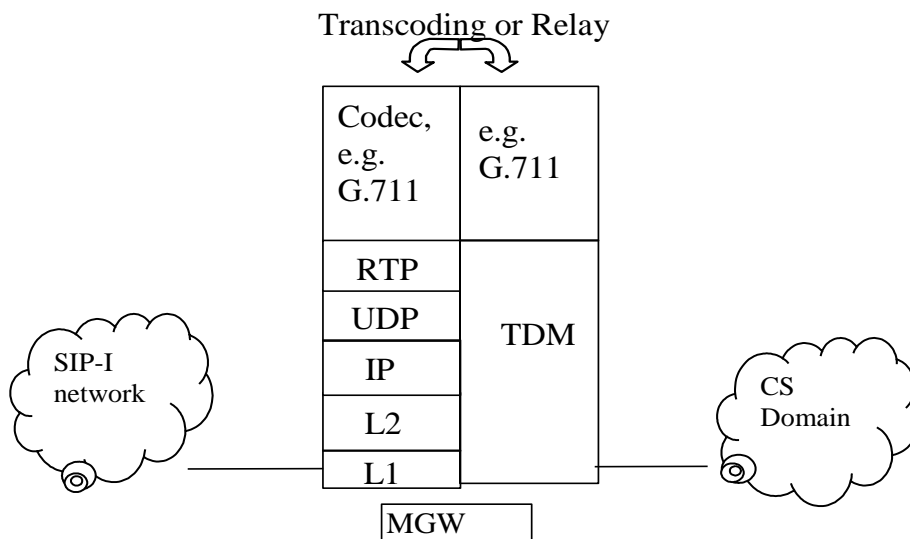 Transcoding or Relay
Codec,
e.g.
G.711
e.g.
G.711
RTP
UDP
IP
L2
L1
TDM
SIP-I
network
CS
Domain
MGW